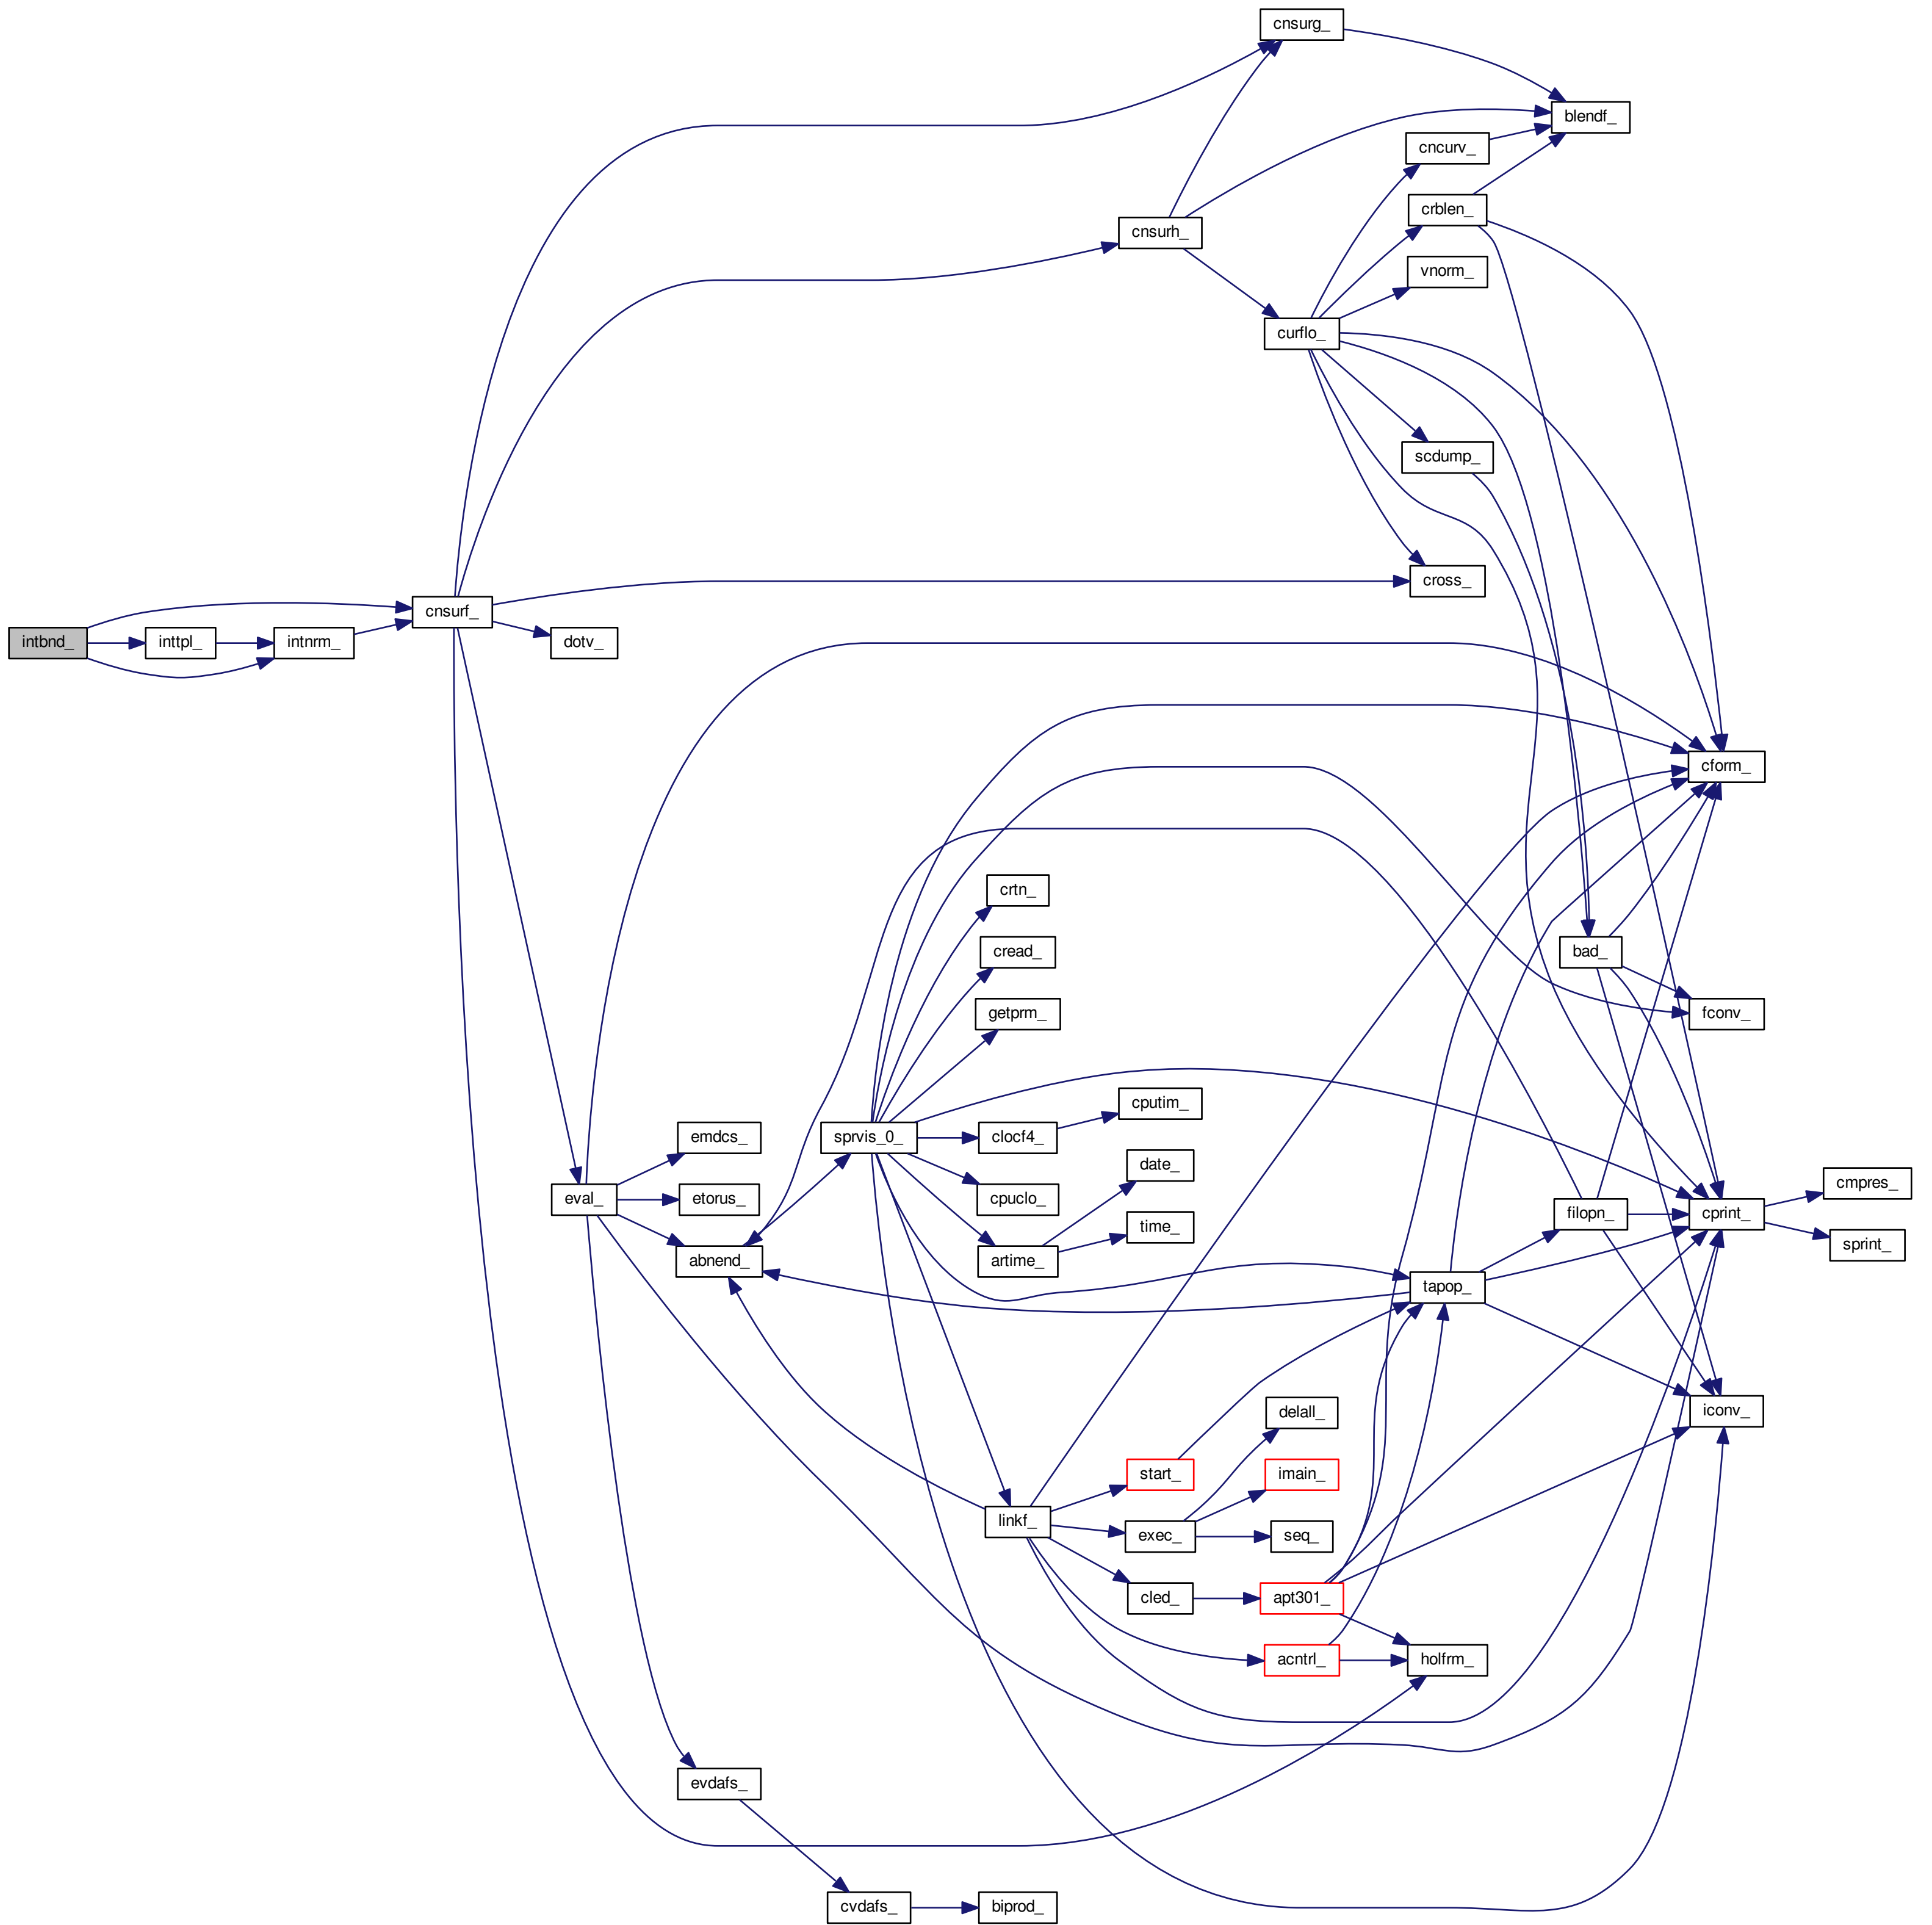 cnsurg_
blendf_
cncurv_
crblen_
cnsurh_
vnorm_
curflo_
scdump_
cross_
cnsurf_
intbnd_
inttpl_
intnrm_
dotv_
cform_
crtn_
cread_
bad_
getprm_
fconv_
cputim_
emdcs_
sprvis_0_
clocf4_
date_
cmpres_
eval_
etorus_
cpuclo_
time_
filopn_
cprint_
sprint_
abnend_
artime_
tapop_
delall_
iconv_
start_
imain_
linkf_
exec_
seq_
cled_
apt301_
acntrl_
holfrm_
evdafs_
cvdafs_
biprod_